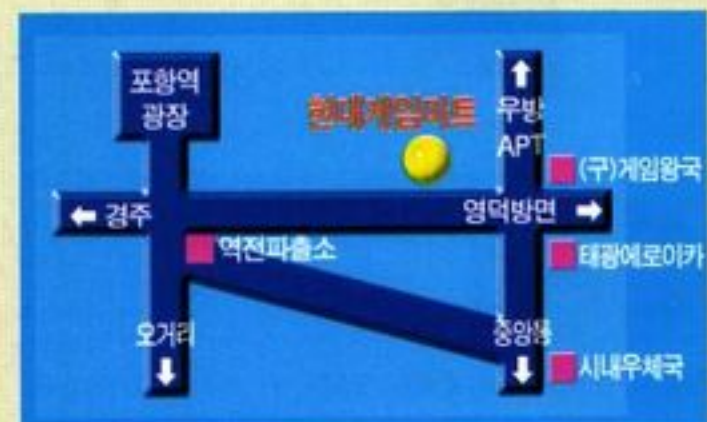 포항역
광장
현대게임마트
↑
우방
APT
(구)게임왕국
← 경주
영덕방면 →
역전파출소
태광에로이카
오거리
↓
중앙동
↓
시내우체국